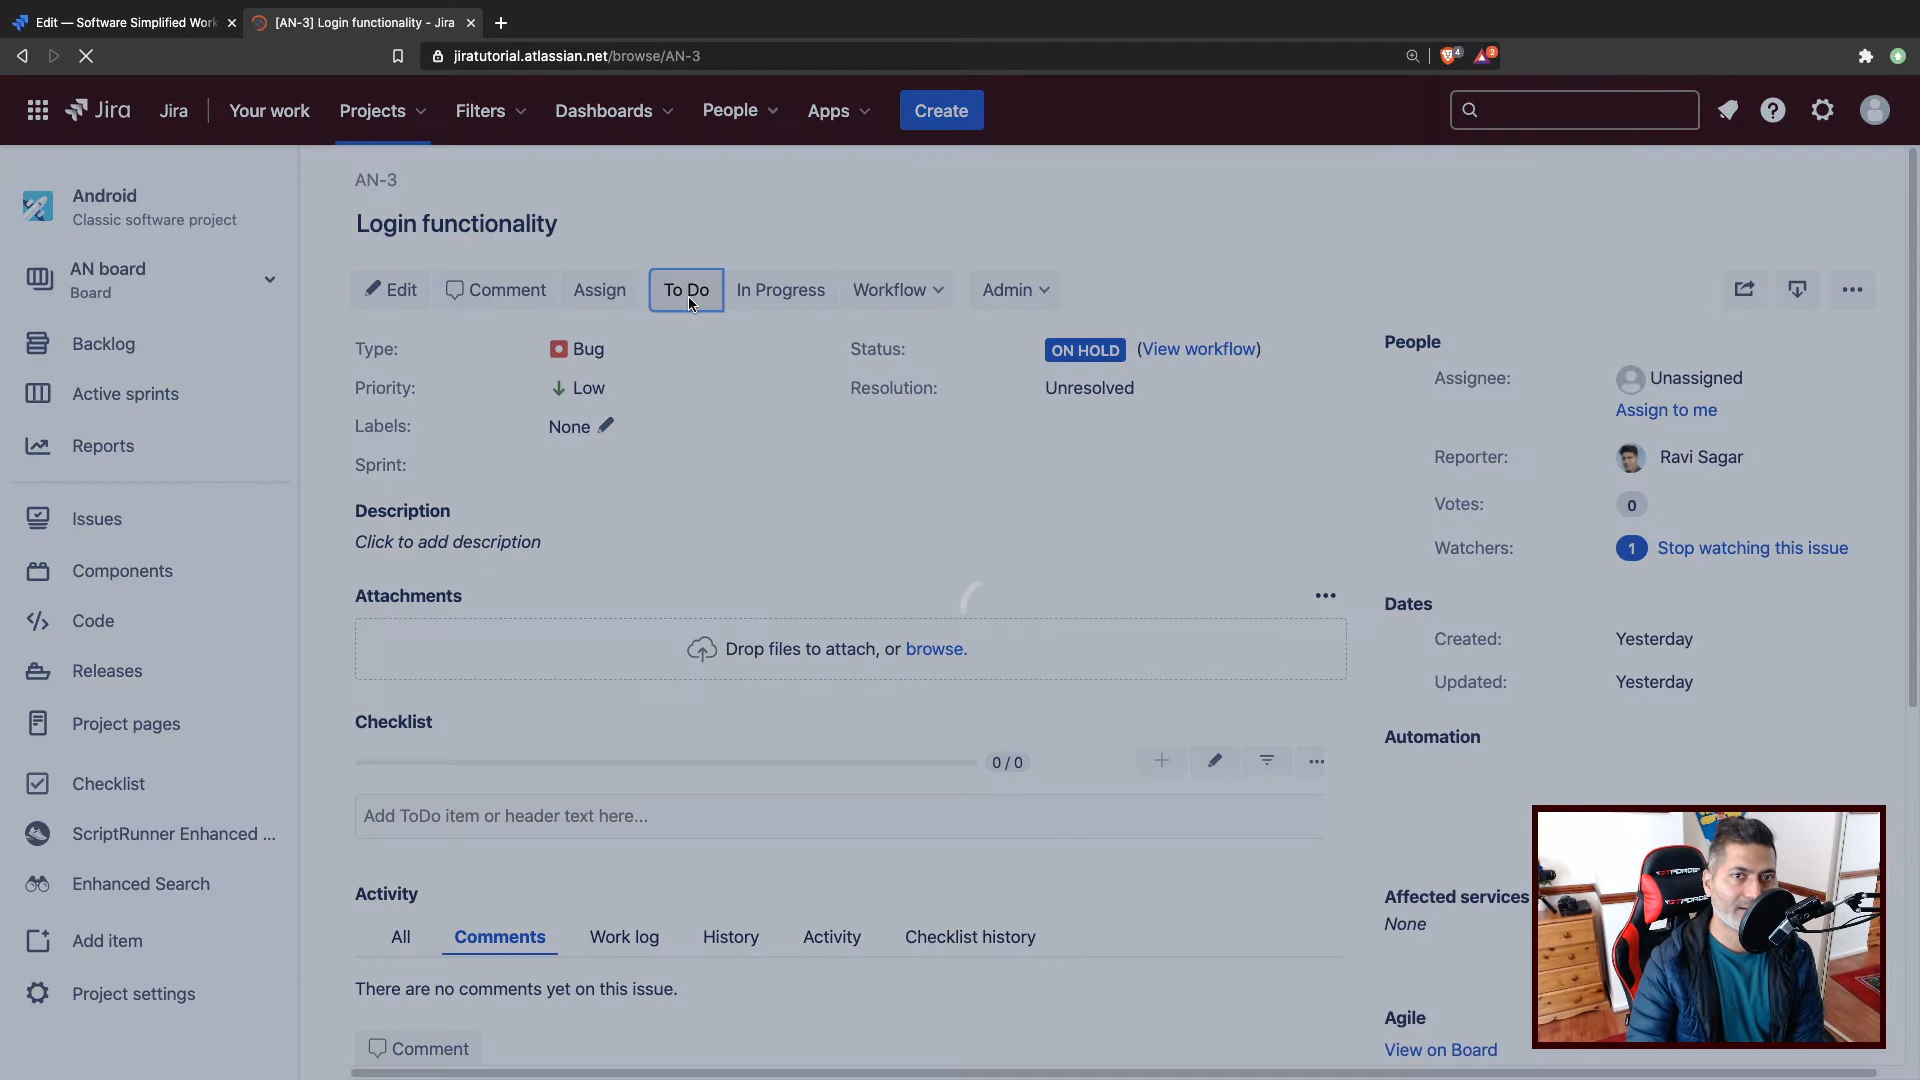 Edit — Software Simplified Work
[AN-3] Login functionality - Jira
jiratutorial.atlassian.net/browse/AN-3
4
2
Jira
Jira
Your work
Projects
Filters
Dashboards
People
Apps
Create
Android
Classic software project
AN board
Board
Backlog
Active sprints
Reports
Issues
Components
Code
Releases
Project pages
Checklist
ScriptRunner Enhanced ...
Enhanced Search
Add item
Project settings
AN-3
Login functionality
Edit
Comment
Assign
To Do
In Progress
Workflow
Admin
Type:
Bug
Status:
ON HOLD (View workflow)
Priority:
Low
Resolution:
Unresolved
Labels:
None
Sprint:
Description
Click to add description
Attachments
Drop files to attach, or browse.
Checklist
0 / 0
Add ToDo item or header text here...
Activity
All
Comments
Work log
History
Activity
Checklist history
There are no comments yet on this issue.
Comment
People
Assignee:
Unassigned
Assign to me
Reporter:
Ravi Sagar
Votes:
0
Watchers:
1 Stop watching this issue
Dates
Created:
Yesterday
Updated:
Yesterday
Automation
Affected services
None
Agile
View on Board